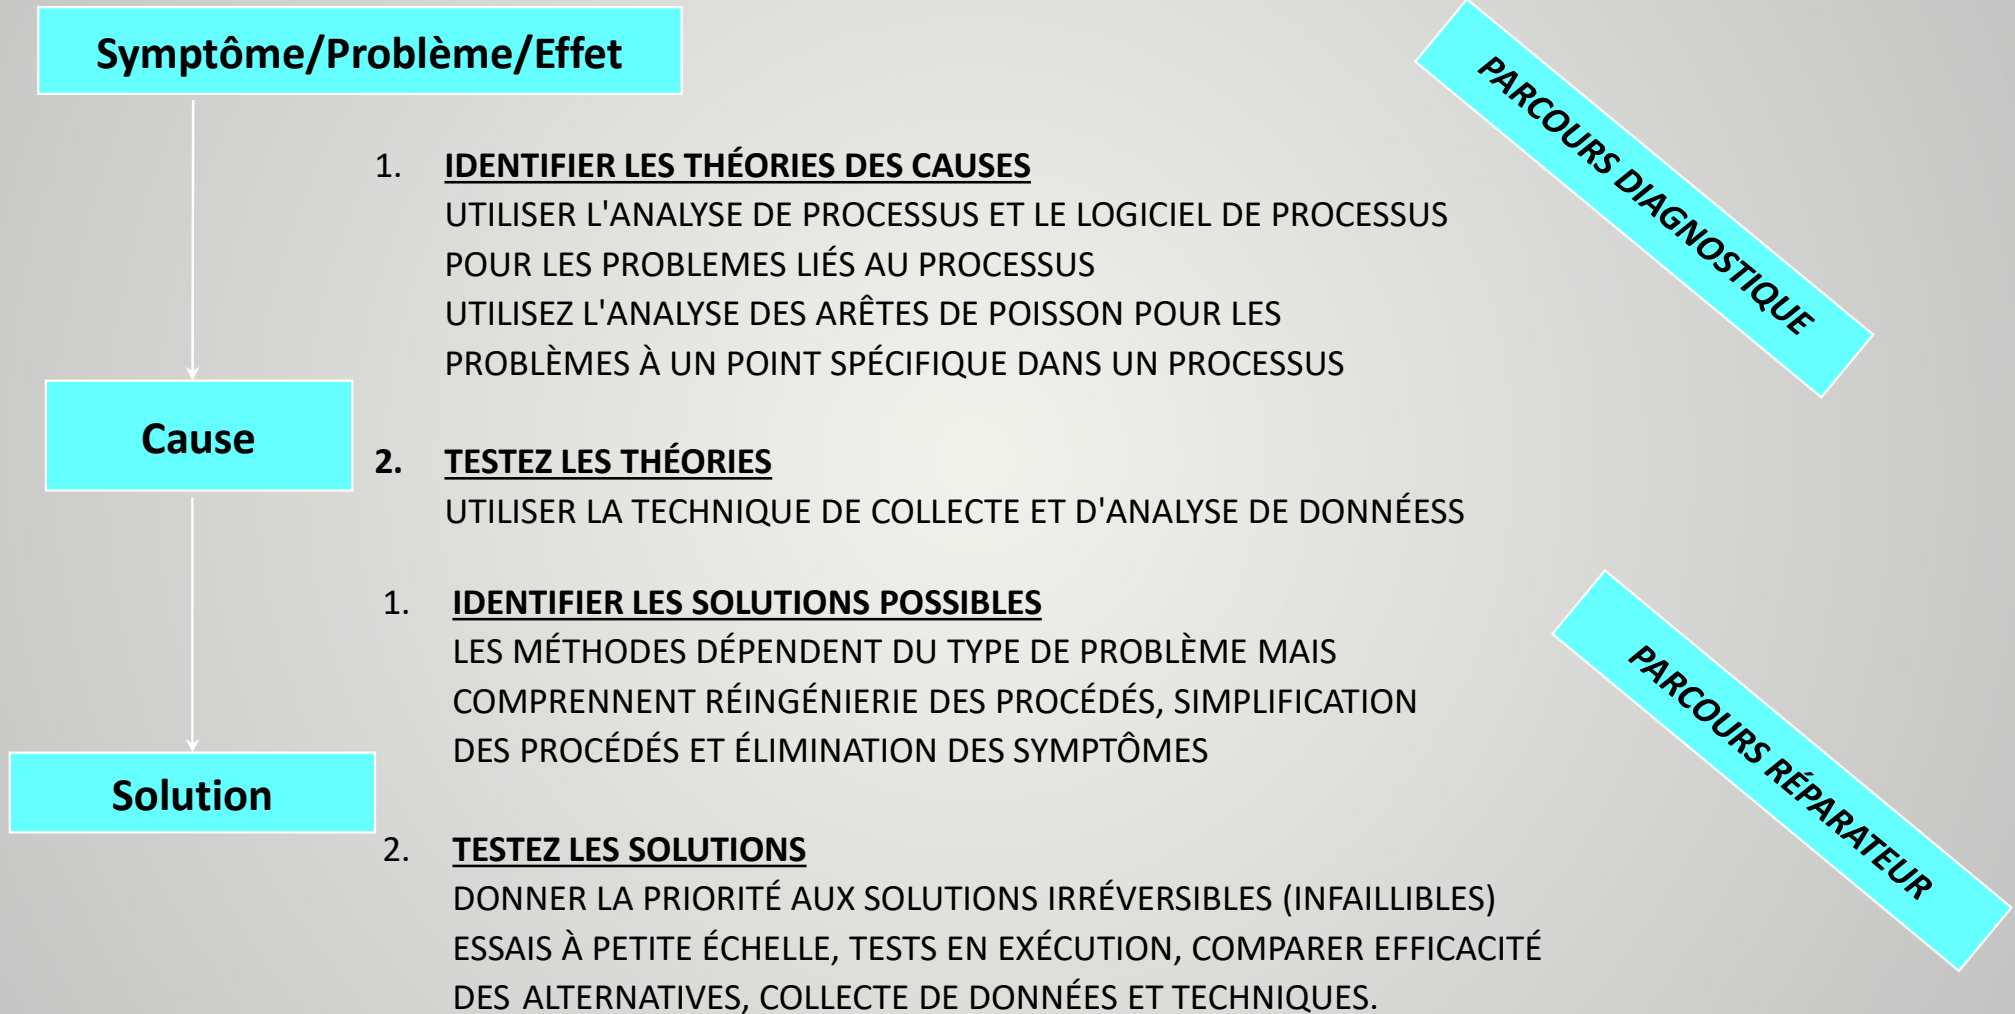 Symptôme/Problème/Effet
PARCOURS DIAGNOSTIQUE
1. IDENTIFIER LES THÉORIES DES CAUSES
UTILISER L'ANALYSE DE PROCESSUS ET LE LOGICIEL DE PROCESSUS
POUR LES PROBLEMES LIÉS AU PROCESSUS
UTILISEZ L'ANALYSE DES ARÊTES DE POISSON POUR LES
PROBLÈMES À UN POINT SPÉCIFIQUE DANS UN PROCESSUS
Cause
2. TESTEZ LES THÉORIES
UTILISER LA TECHNIQUE DE COLLECTE ET D'ANALYSE DE DONNÉESS
1. IDENTIFIER LES SOLUTIONS POSSIBLES
LES MÉTHODES DÉPENDENT DU TYPE DE PROBLÈME MAIS
COMPRENNENT RÉINGÉNIERIE DES PROCÉDÉS, SIMPLIFICATION
DES PROCÉDÉS ET ÉLIMINATION DES SYMPTÔMES
PARCOURS RÉPARATEUR
Solution
2. TESTEZ LES SOLUTIONS
DONNER LA PRIORITÉ AUX SOLUTIONS IRRÉVERSIBLES (INFAILLIBLES)
ESSAIS À PETITE ÉCHELLE, TESTS EN EXÉCUTION, COMPARER EFFICACITÉ
DES ALTERNATIVES, COLLECTE DE DONNÉES ET TECHNIQUES.